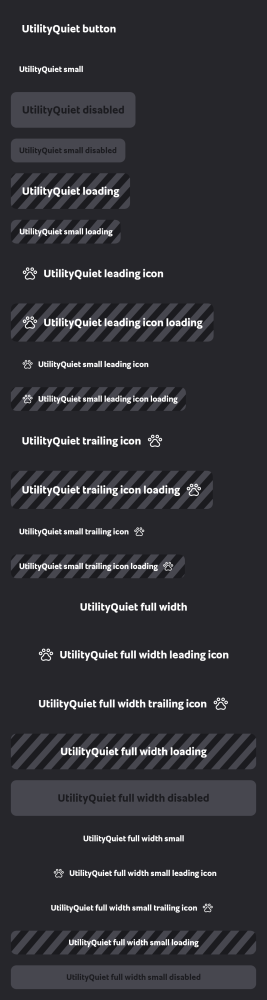 UtilityQuiet button
UtilityQuiet small
UtilityQuiet disabled
UtilityQuiet small disabled
UtilityQuiet loading
UtilityQuiet small loading
UtilityQuiet leading icon
UtilityQuiet leading icon loading
UtilityQuiet small leading icon
UtilityQuiet small leading icon loading
UtilityQuiet trailing icon
UtilityQuiet trailing icon loading
UtilityQuiet small trailing icon
UtilityQuiet small trailing icon loading
UtilityQuiet full width
UtilityQuiet full width leading icon
UtilityQuiet full width trailing icon
UtilityQuiet full width loading
UtilityQuiet full width disabled
UtilityQuiet full width small
UtilityQuiet full width small leading icon
UtilityQuiet full width small trailing icon
UtilityQuiet full width small loading
UtilityQuiet full width small disabled